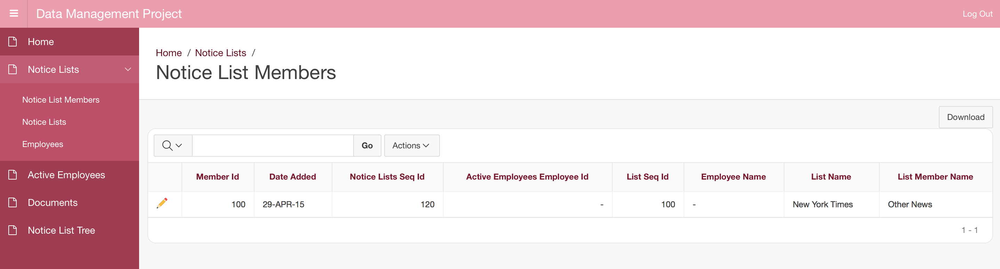 Data Management Project
Log Out
Home
Notice Lists
Notice List Members
Notice Lists
Employees
Active Employees
Documents
Notice List Tree
Home / Notice Lists /
Notice List Members
Download
Go Actions
Member Id Date Added Notice Lists Seq Id Active Employees Employee Id List Seq Id Employee Name List Name List Member Name
100 29-APR-15 120 - 100 - New York Times Other News
1 - 1